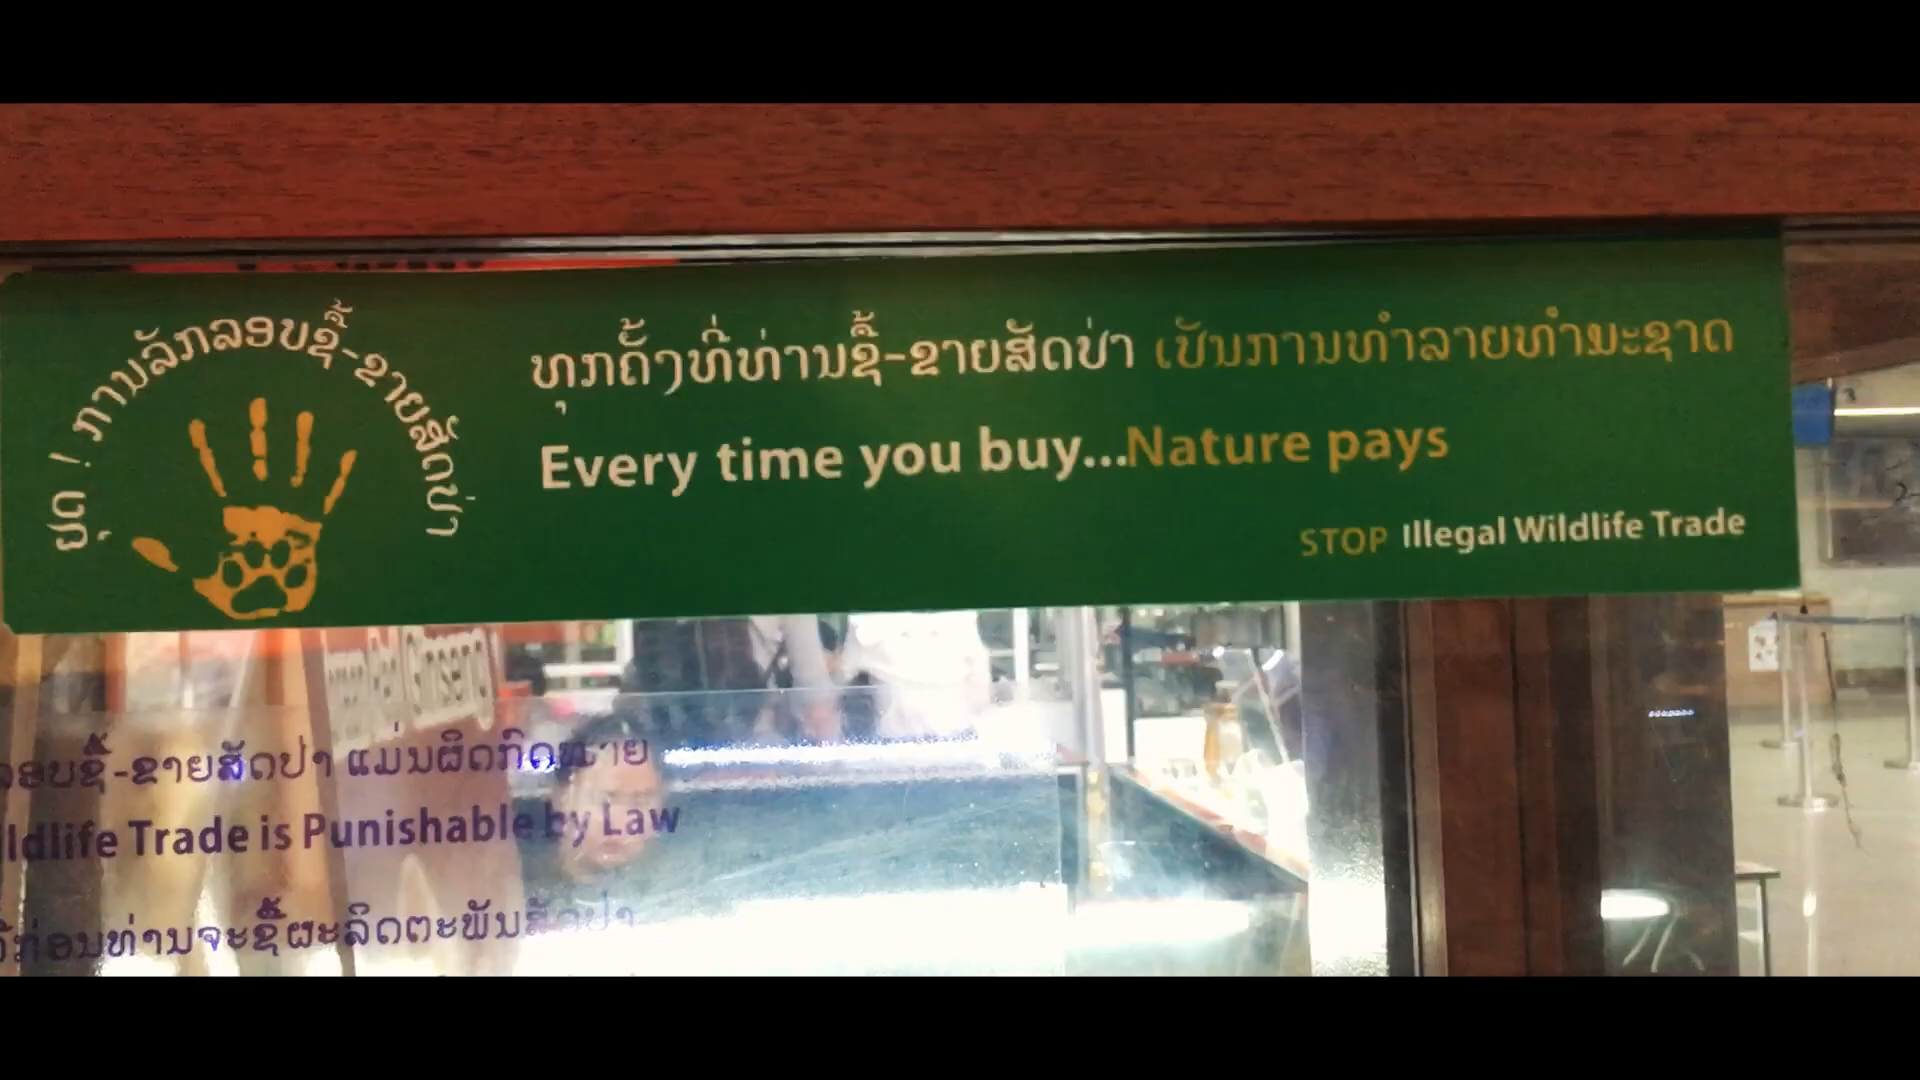 ຢຸດ ! ການລັກລອບຊື້-ຂາຍສັດປ່າ
ທຸກຄັ້ງທີ່ທ່ານຊື້-ຂາຍສັດປ່າ ເປັນການທຳລາຍທຳມະຊາດ
Every time you buy...Nature pays
STOP Illegal Wildlife Trade
Red Ginseng
ລອບຊື້-ຂາຍສັດປ່າ ແມ່ນຜິດກົດໝາຍ
ildlife Trade is Punishable by Law
ກ່ອນທ່ານຈະຊື້ຜະລິດຕະພັນສັດປ່າ